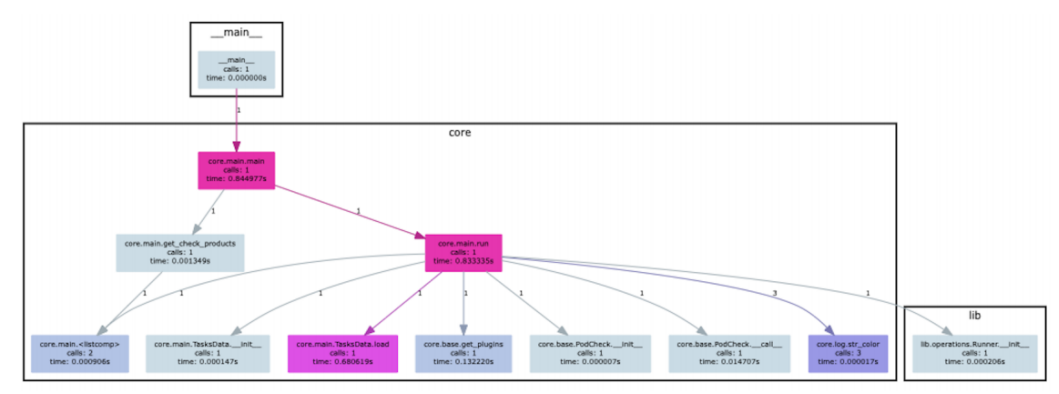 __main__
__main__
calls: 1
time: 0.000000s
1
core
core.main.main
calls: 1
time: 0.844977s
1
1
core.main.get_check_products
calls: 1
time: 0.001349s
core.main.run
calls: 1
time: 0.833335s
1
1
1
1
1
1
1
3
1
lib
core.main.<listcomp>
calls: 2
time: 0.000906s
core.main.TasksData.__init__
calls: 1
time: 0.000147s
core.main.TasksData.load
calls: 1
time: 0.680619s
core.base.get_plugins
calls: 1
time: 0.132220s
core.base.PodCheck.__init__
calls: 1
time: 0.000007s
core.base.PodCheck.__call__
calls: 1
time: 0.014707s
core.log.str_color
calls: 3
time: 0.000017s
lib.operations.Runner.__init__
calls: 1
time: 0.000206s